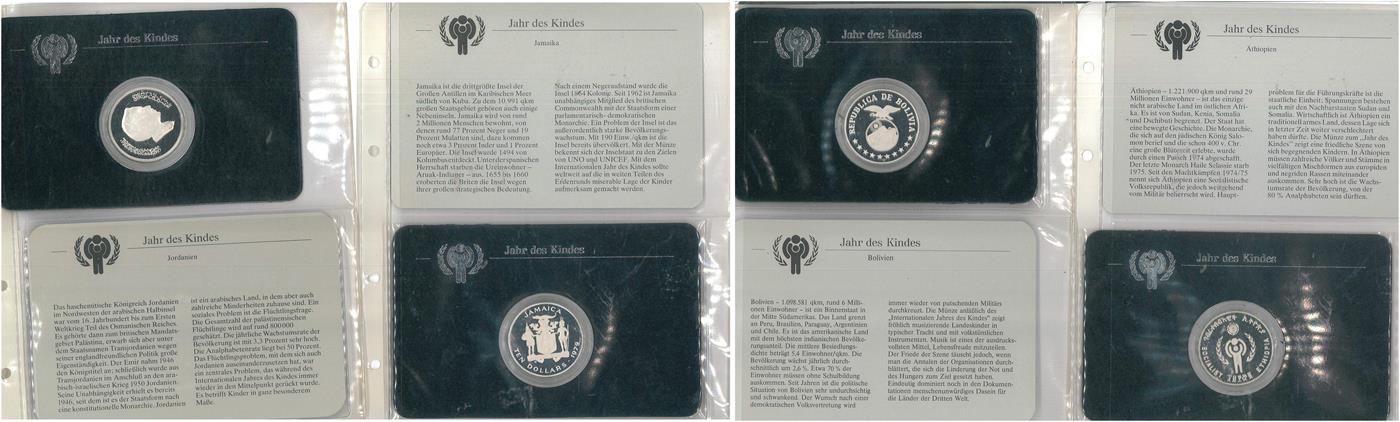 Jahr des Kindes
Jordanien
Das haschemitische Königreich Jordanien
im Nordwesten der arabischen Halbinsel
war vom 16. Jahrhundert bis zum Ersten
Weltkrieg Teil des Osmanischen Reiches.
Es gehörte dann zum britischen Mandats-
gebiet Palästina, erwarb sich aber unter
dem Staatsnamen Transjordanien wegen
seiner englandfreundlichen Politik große
Eigenständigkeit. Der Emir nahm 1946
den Königstitel an; schließlich wurde aus
Transjordanien im Anschluß an den ara-
bisch-israelischen Krieg 1950 Jordanien.
Seine Unabhängigkeit erhielt es bereits
1946, seit dem ist es der Staatsform nach
eine konstitutionelle Monarchie. Jordanien
ist ein arabisches Land, in dem aber auch
zahlreiche Minderheiten zuhause sind. Ein
soziales Problem ist die Flüchtlingsfrage.
Die Gesamtzahl der palästinensischen
Flüchtlinge wird auf rund 800 000
geschätzt. Die jährliche Wachstumsrate der
Bevölkerung ist mit 3,3 Prozent sehr hoch.
Die Analphabetenrate liegt bei 50 Prozent.
Das Flüchtlingsproblem, mit dem sich auch
Jordanien auseinanderzusetzen hat, war
ein zentrales Problem, das während des
Internationalen Jahres des Kindes immer
wieder in den Mittelpunkt gerückt wurde.
Es betrifft Kinder in ganz besonderem
Maße.
Jahr des Kindes
Jamaika
Jamaika ist die drittgrößte Insel der
Großen Antillen im Karibischen Meer
südlich von Kuba. Zu dem 10.991 qkm
großen Staatsgebiet gehören auch einige
Nebeninseln. Jamaika wird von rund
2 Millionen Menschen bewohnt, von
denen rund 77 Prozent Neger und 19
Prozent Mulatten sind, dazu kommen
noch etwa 3 Prozent Inder und 1 Prozent
Europäer. Die Insel wurde 1494 von
Kolumbus entdeckt. Unter der spanischen
Herrschaft starben die Ureinwohner –
Aruak-Indianer – aus. 1655 bis 1660
eroberten die Briten die Insel wegen
ihrer großen strategischen Bedeutung.
Nach einem Negeraufstand wurde die
Insel 1864 Kolonie. Seit 1962 ist Jamaika
unabhängiges Mitglied des britischen
Commonwealth mit der Staatsform einer
parlamentarisch- demokratischen
Monarchie. Ein Problem der Insel ist das
außerordentlich starke Bevölkerungs-
wachstum. Mit 190 Einw./qkm ist die
Insel bereits übervölkert. Mit der Münze
bekennt sich der Inselstaat zu den Zielen
von UNO und UNICEF. Mit dem
Internationalen Jahr des Kindes sollte
weltweit auf die in weiten Teilen des
Erdenrunds miserable Lage der Kinder
aufmerksam gemacht werden.
Jahr des Kindes
JAMAICA
TEN DOLLARS 1979
Jahr des Kindes
REPUBLICA DE BOLIVIA
Jahr des Kindes
Bolivien
Bolivien – 1.098.581 qkm, rund 6 Milli-
onen Einwohner – ist ein Binnenstaat in
der Mitte Südamerikas. Das Land grenzt
an Peru, Brasilien, Paraguay, Argentinien
und Chile. Es ist das amerikanische Land
mit dem höchsten indianischen Bevölke-
rungsanteil. Die mittlere Besiedlungs-
dichte beträgt 5,4 Einwohner/qkm. Die
Bevölkerung wächst jährlich durch-
schnittlich um 2,6 %. Etwa 70 % der
Einwohner müssen ohne Schulbildung
auskommen. Seit Jahren ist die politische
Situation von Bolivien sehr undurchsichtig
und schwankend. Der Wunsch nach einer
demokratischen Volksvertretung wird
immer wieder von putschenden Militärs
durchkreuzt. Die Münze anläßlich des
„Internationalen Jahres des Kindes" zeigt
fröhlich musizierende Landeskinder in
typischer Tracht und mit volkstümlichen
Instrumenten. Musik ist eines der ausdrucks-
vollsten Mittel, Lebensfreude mitzuteilen.
Der Friede der Szene täuscht jedoch, wenn
man die Annalen der Organisationen durch-
blättert, die sich die Linderung der Not und
des Hungers zum Ziel gesetzt haben.
Eindeutig dominiert noch in den Dokumen-
tationen menschenunwürdiges Dasein für
die Länder der Dritten Welt.
Jahr des Kindes
Äthiopien
Äthiopien – 1.221.900 qkm und rund 29
Millionen Einwohner – ist das einzige
nicht arabische Land im östlichen Afri-
ka. Es ist von Sudan, Kenia, Somalia
und Dschibuti begrenzt. Der Staat hat
eine bewegte Geschichte. Die Monarchie,
die sich auf den jüdischen König Salo-
mon berief und die schon 400 v. Chr.
eine große Blütezeit erlebte, wurde
durch einen Putsch 1974 abgeschafft.
Der letzte Monarch Haile Selassie starb
1975. Seit den Machtkämpfen 1974/75
nennt sich Äthiopien eine Sozialistische
Volksrepublik, die jedoch weitgehend
vom Militär beherrscht wird. Haupt-
problem für die Führungskräfte ist die
staatliche Einheit: Spannungen bestehen
auch mit den Nachbarstaaten Sudan und
Somalia. Wirtschaftlich ist Äthiopien ein
traditionell armes Land, dessen Lage sich
in letzter Zeit weiter verschlechtert
haben dürfte. Die Münze zum „Jahr des
Kindes" zeigt eine friedliche Szene von
sich begegnenden Kindern. In Äthiopien
müssen zahlreiche Völker und Stämme in
vielfältigen Mischformen aus europiden
und negriden Rassen miteinander
auskommen. Sehr hoch ist die Wachs-
tumsrate der Bevölkerung, von der
80 % Analphabeten sein dürften.
Jahr des Kindes
SOCIALIST ETHIOPIA